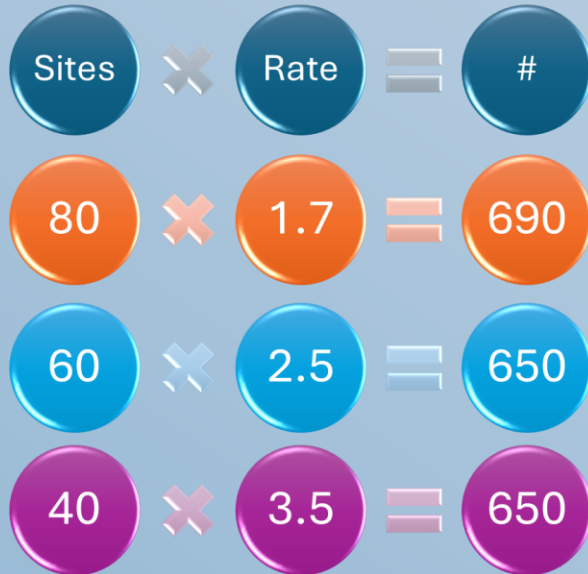 Sites × Rate = #
80 × 1.7 = 690
60 × 2.5 = 650
40 × 3.5 = 650